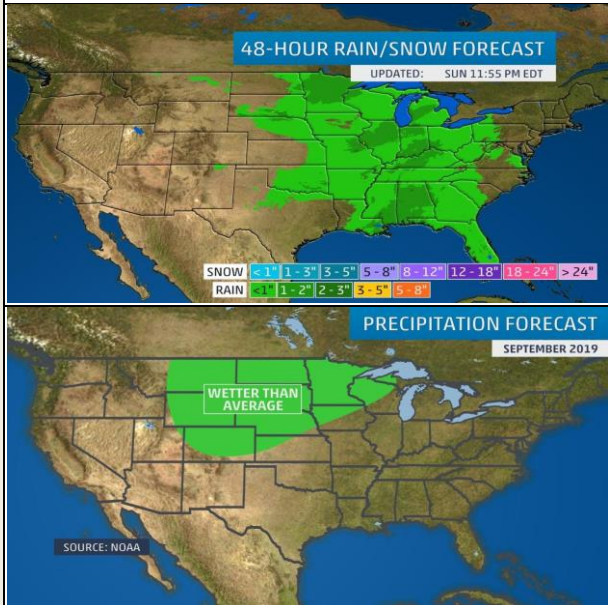 48-HOUR RAIN/SNOW FORECAST
UPDATED: SUN 11:55 PM EDT
SNOW <1" 1 - 3" 3 - 5" 5 - 8" 8 - 12" 12 - 18" 18 - 24" > 24"
RAIN <1" 1 - 2" 2 - 3" 3 - 5" 5 - 8"
PRECIPITATION FORECAST
SEPTEMBER 2019
WETTER THAN
AVERAGE
SOURCE: NOAA